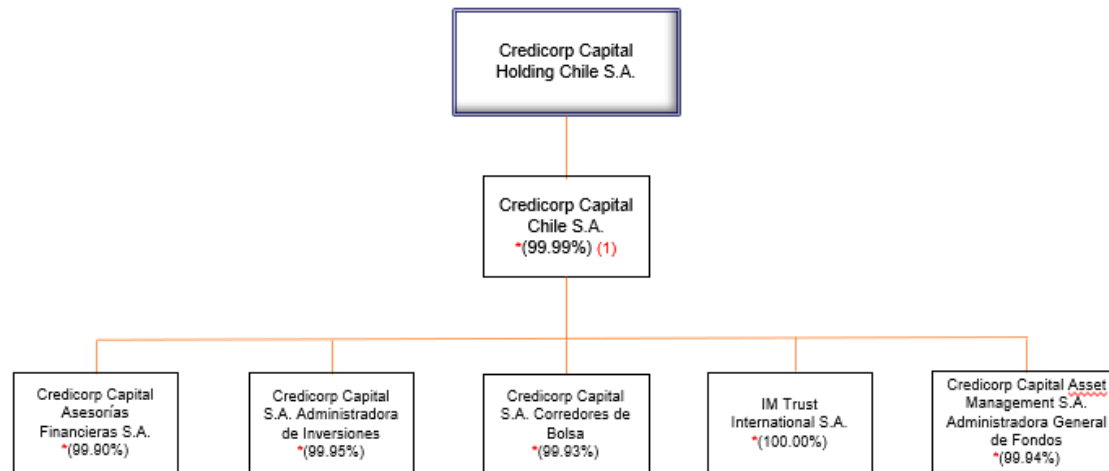 Credicorp Capital
Holding Chile S.A.
Credicorp Capital
Chile S.A.
*(99.99%) (1)
Credicorp Capital
Asesorías
Financieras S.A.
*(99.90%)
Credicorp Capital
S.A. Administradora
de Inversiones
*(99.95%)
Credicorp Capital
S.A. Corredores de
Bolsa
*(99.93%)
IM Trust
International S.A.
*(100.00%)
Credicorp Capital Asset
Management S.A.
Administradora General
de Fondos
*(99.94%)